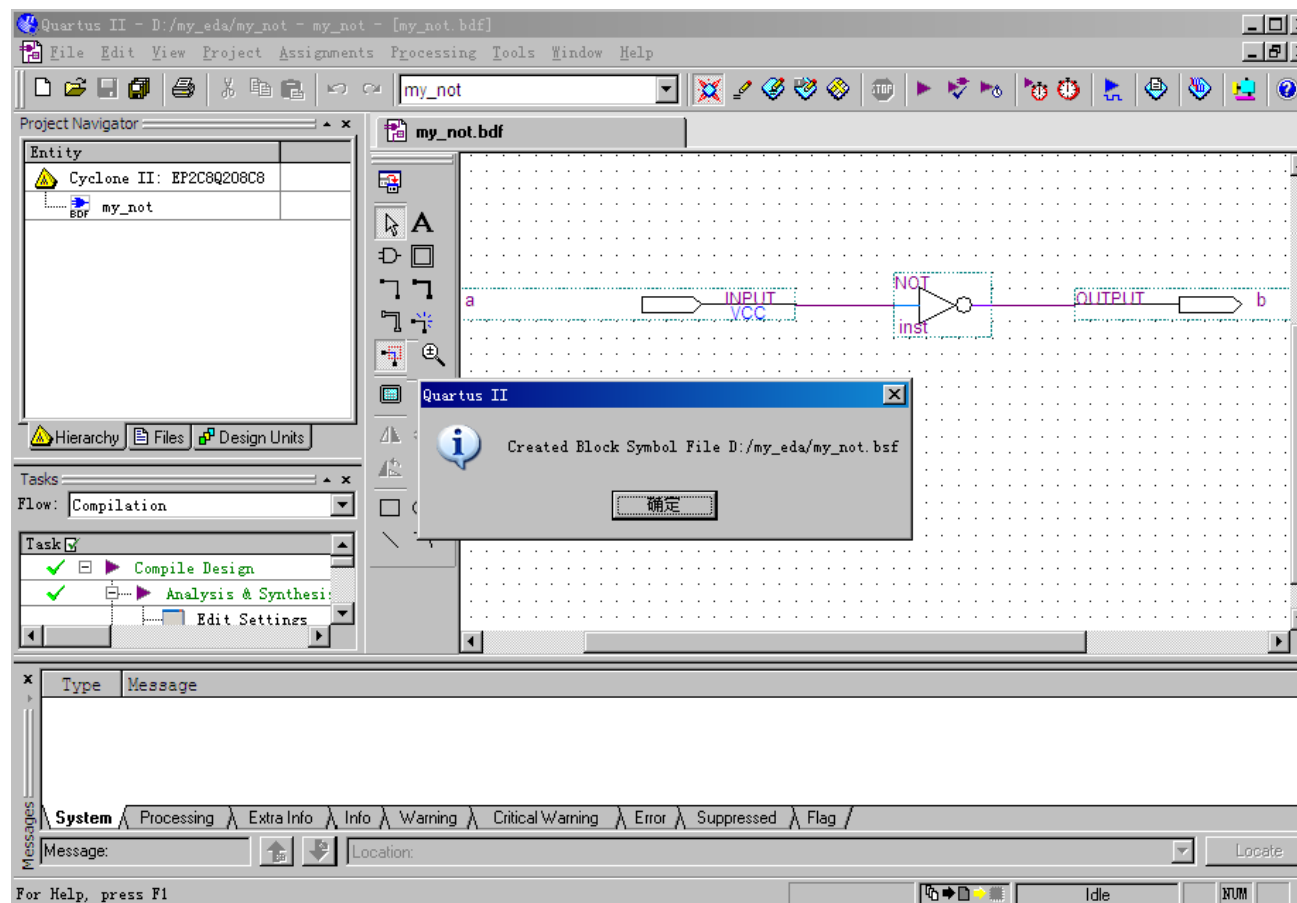 Quartus II - D:/my_eda/my_not - my_not - [my_not.bdf]
File Edit View Project Assignments Processing Tools Window Help
my_not
STOP
Project Navigator
my_not.bdf
Entity
Cyclone II: EP2C8Q208C8
BDF my_not
A
a
INPUT
VCC
NOT
inst
OUTPUT
b
Quartus II
Created Block Symbol File D:/my_eda/my_not.bsf
确定
Hierarchy Files Design Units
Tasks
Flow: Compilation
Task
Compile Design
Analysis & Synthesi
Edit Settings
Type Message
System Processing Extra Info Info Warning Critical Warning Error Suppressed Flag
Messages
Message: Location: Locate
For Help, press F1 Idle NUM